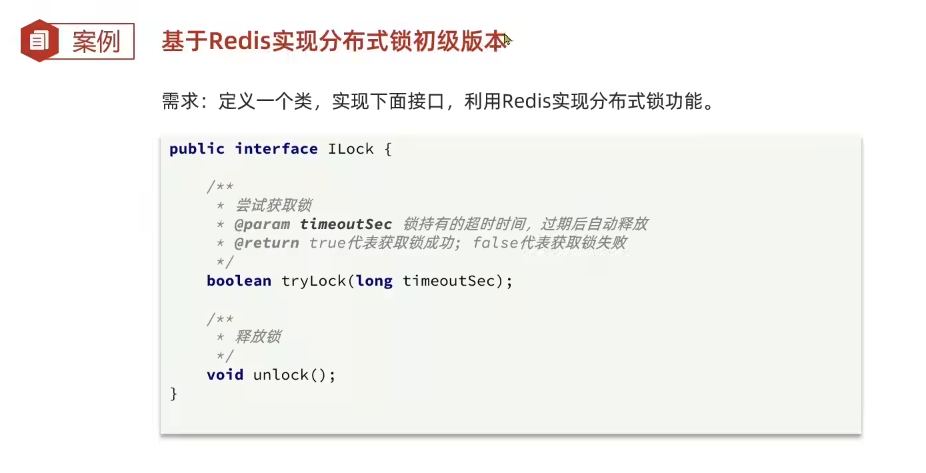 案例
基于Redis实现分布式锁初级版本
需求：定义一个类，实现下面接口，利用Redis实现分布式锁功能。
public interface ILock {
    /**
     * 尝试获取锁
     * @param timeoutSec 锁持有的超时时间，过期后自动释放
     * @return true代表获取锁成功; false代表获取锁失败
     */
    boolean tryLock(long timeoutSec);
    /**
     * 释放锁
     */
    void unlock();
}